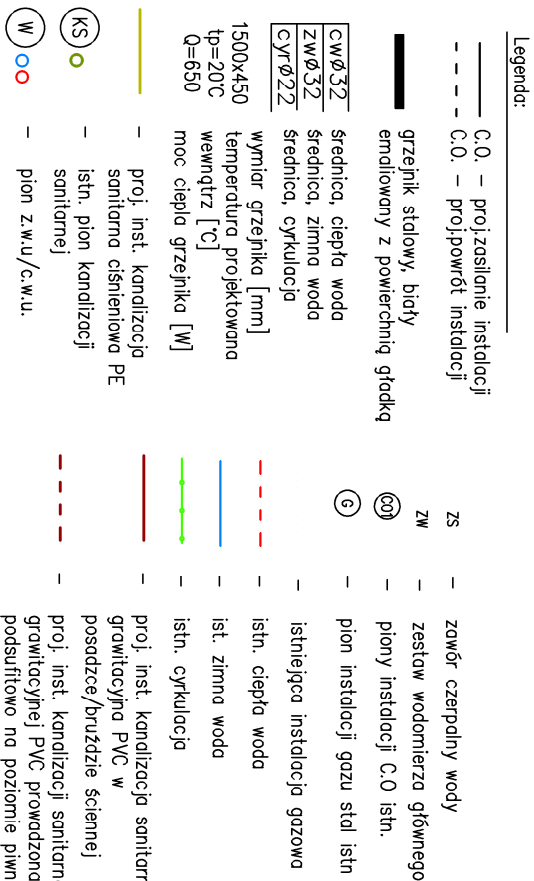 Legenda:
C.O. – proj.zasilanie instalacji
C.O. – proj.powrót instalacji
grzejnik stalowy, biały
emaliowany z powierzchnią gładką
cwø32 średnica, ciepła woda
zwø32 średnica, zimna woda
cyrø22 średnica, cyrkulacja
1500x450 wymiar grzejnika [mm]
tp=20°C temperatura projektowana
wewnątrz [°C]
Q=650 moc ciepla grzejnika [W]
– proj. inst. kanalizacja
sanitarna ciśnieniowa PE
KS – istn. pion kanalizacji
sanitarnej
W – pion z.w.u/c.w.u.
ZS – zawór czerpalny wody
ZW – zestaw wodomierza głównego
CO1 – piony instalacji C.O istn.
G – pion instalacji gazu stal istn
– istniejąca instalacja gazowa
– istn. ciepła woda
– ist. zimna woda
– istn. cyrkulacja
– proj. inst. kanalizacja sanitarn
grawitacyjna PVC w
posadzce/bruździe ściennej
– proj. inst. kanalizacji sanitarn
grawitacyjnej PVC prowadzona
podsufitowo na poziomie piwn